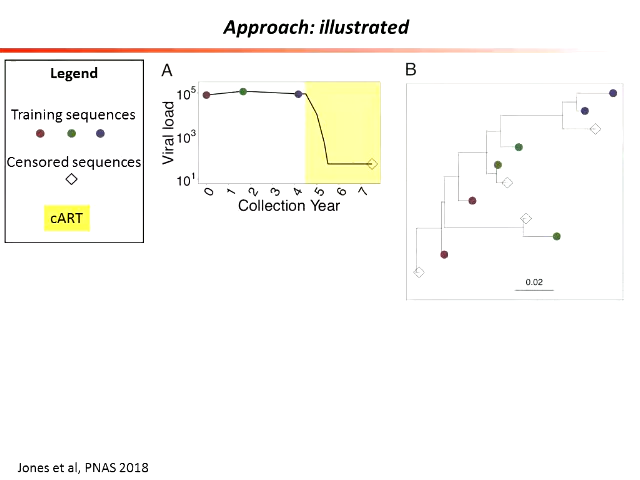 Approach: illustrated
Legend
Training sequences
Censored sequences
cART
A
Viral load
10⁵
10³
10¹
0 1 2 3 4 5 6 7
Collection Year
B
0.02
Jones et al, PNAS 2018